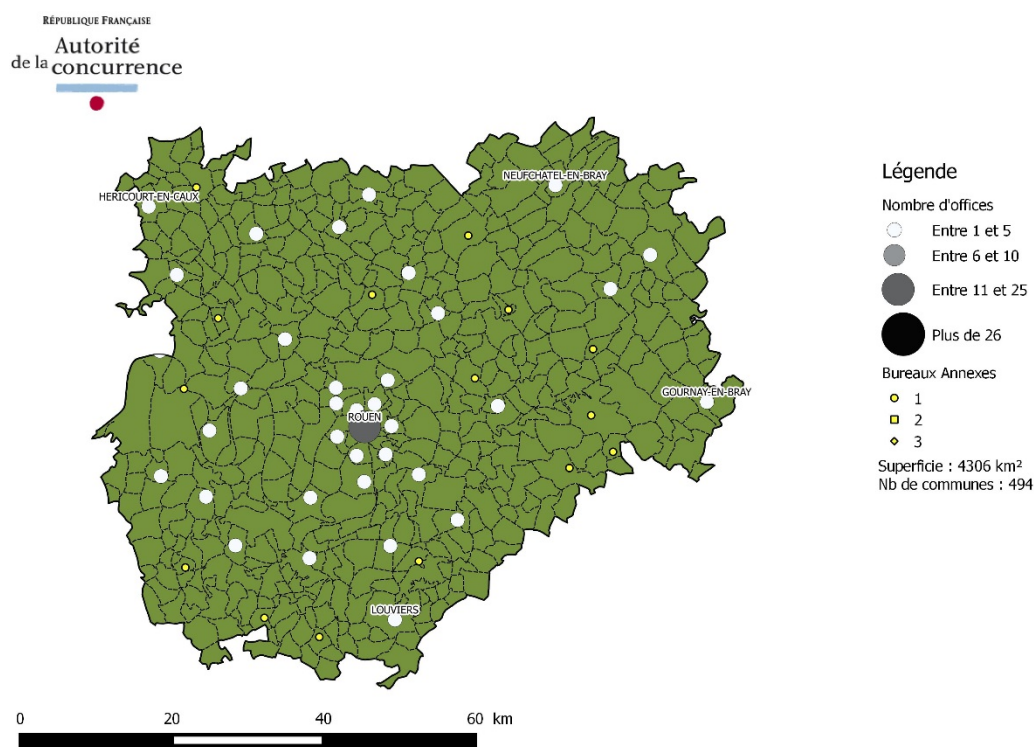 RÉPUBLIQUE FRANÇAISE
Autorité
de la concurrence
NEUFCHATEL-EN-BRAY
HERICOURT-EN-CAUX
GOURNAY-EN-BRAY
ROUEN
LOUVIERS
Légende
Nombre d'offices
Entre 1 et 5
Entre 6 et 10
Entre 11 et 25
Plus de 26
Bureaux Annexes
1
2
3
Superficie : 4306 km²
Nb de communes : 494
0 20 40 60 km